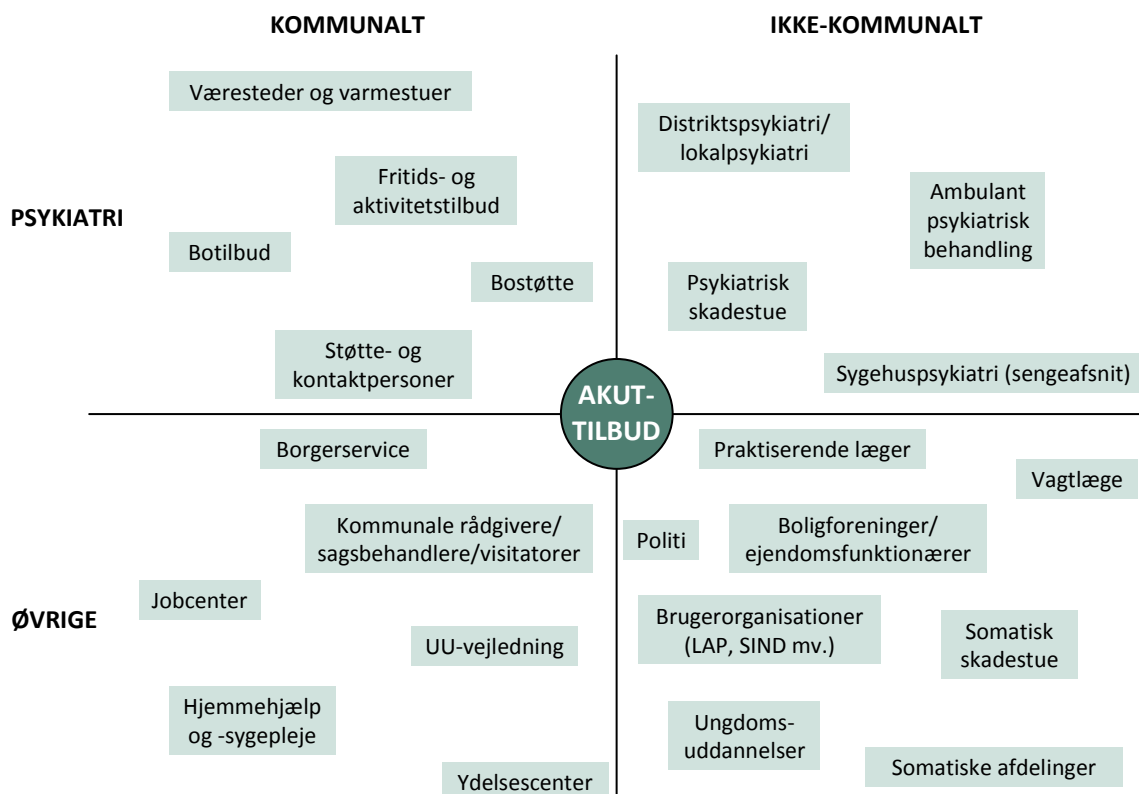 KOMMUNALT
IKKE-KOMMUNALT
PSYKIATRI
Væresteder og varmestuer
Fritids- og
aktivitetstilbud
Botilbud
Bostøtte
Støtte- og
kontaktpersoner
Distriktspsykiatri/
lokalpsykiatri
Ambulant
psykiatrisk
behandling
Psykiatrisk
skadestue
Sygehuspsykiatri (sengeafsnit)
AKUT-
TILBUD
ØVRIGE
Borgerservice
Kommunale rådgivere/
sagsbehandlere/visitatorer
Jobcenter
UU-vejledning
Hjemmehjælp
og -sygepleje
Ydelsescenter
Praktiserende læger
Vagtlæge
Politi
Boligforeninger/
ejendomsfunktionærer
Brugerorganisationer
(LAP, SIND mv.)
Somatisk
skadestue
Ungdoms-
uddannelser
Somatiske afdelinger